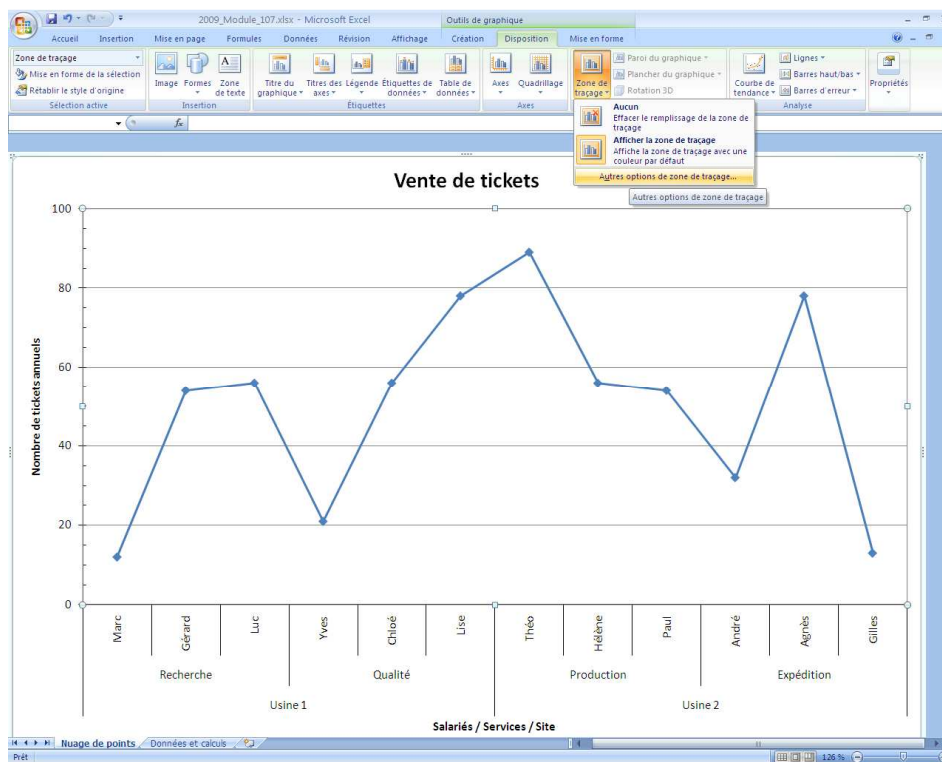 2009_Module_107.xlsx - Microsoft Excel
Outils de graphique
Accueil Insertion Mise en page Formules Données Révision Affichage Création Disposition Mise en forme
Zone de traçage
Mise en forme de la sélection
Rétablir le style d'origine
Sélection active
Image
Formes
Zone de texte
Insertion
Titre du graphique
Titres des axes
Légende
Étiquettes de données
Table de données
Étiquettes
Axes
Quadrillage
Axes
Zone de traçage
Paroi du graphique
Plancher du graphique
Rotation 3D
Courbe de tendance
Lignes
Barres haut/bas
Barres d'erreur
Analyse
Propriétés
Aucun
Effacer le remplissage de la zone de
traçage
Afficher la zone de traçage
Affiche la zone de traçage avec une
couleur par défaut
Autres options de zone de traçage...
Autres options de zone de traçage
fx
Vente de tickets
Nombre de tickets annuels
100
80
60
40
20
0
Marc Gérard Luc Yves Chloé Lise Théo Hélène Paul André Agnès Gilles
Recherche Qualité Production Expédition
Usine 1 Usine 2
Salariés / Services / Site
Nuage de points Données et calculs
Prêt
126 %